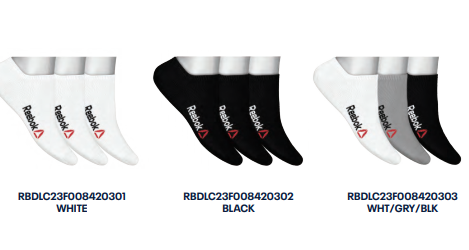 Reebok Reebok Reebok
Reebok Reebok Reebok
Reebok Reebok Reebok
RBDLC23F008420301
WHITE
RBDLC23F008420302
BLACK
RBDLC23F008420303
WHT/GRY/BLK